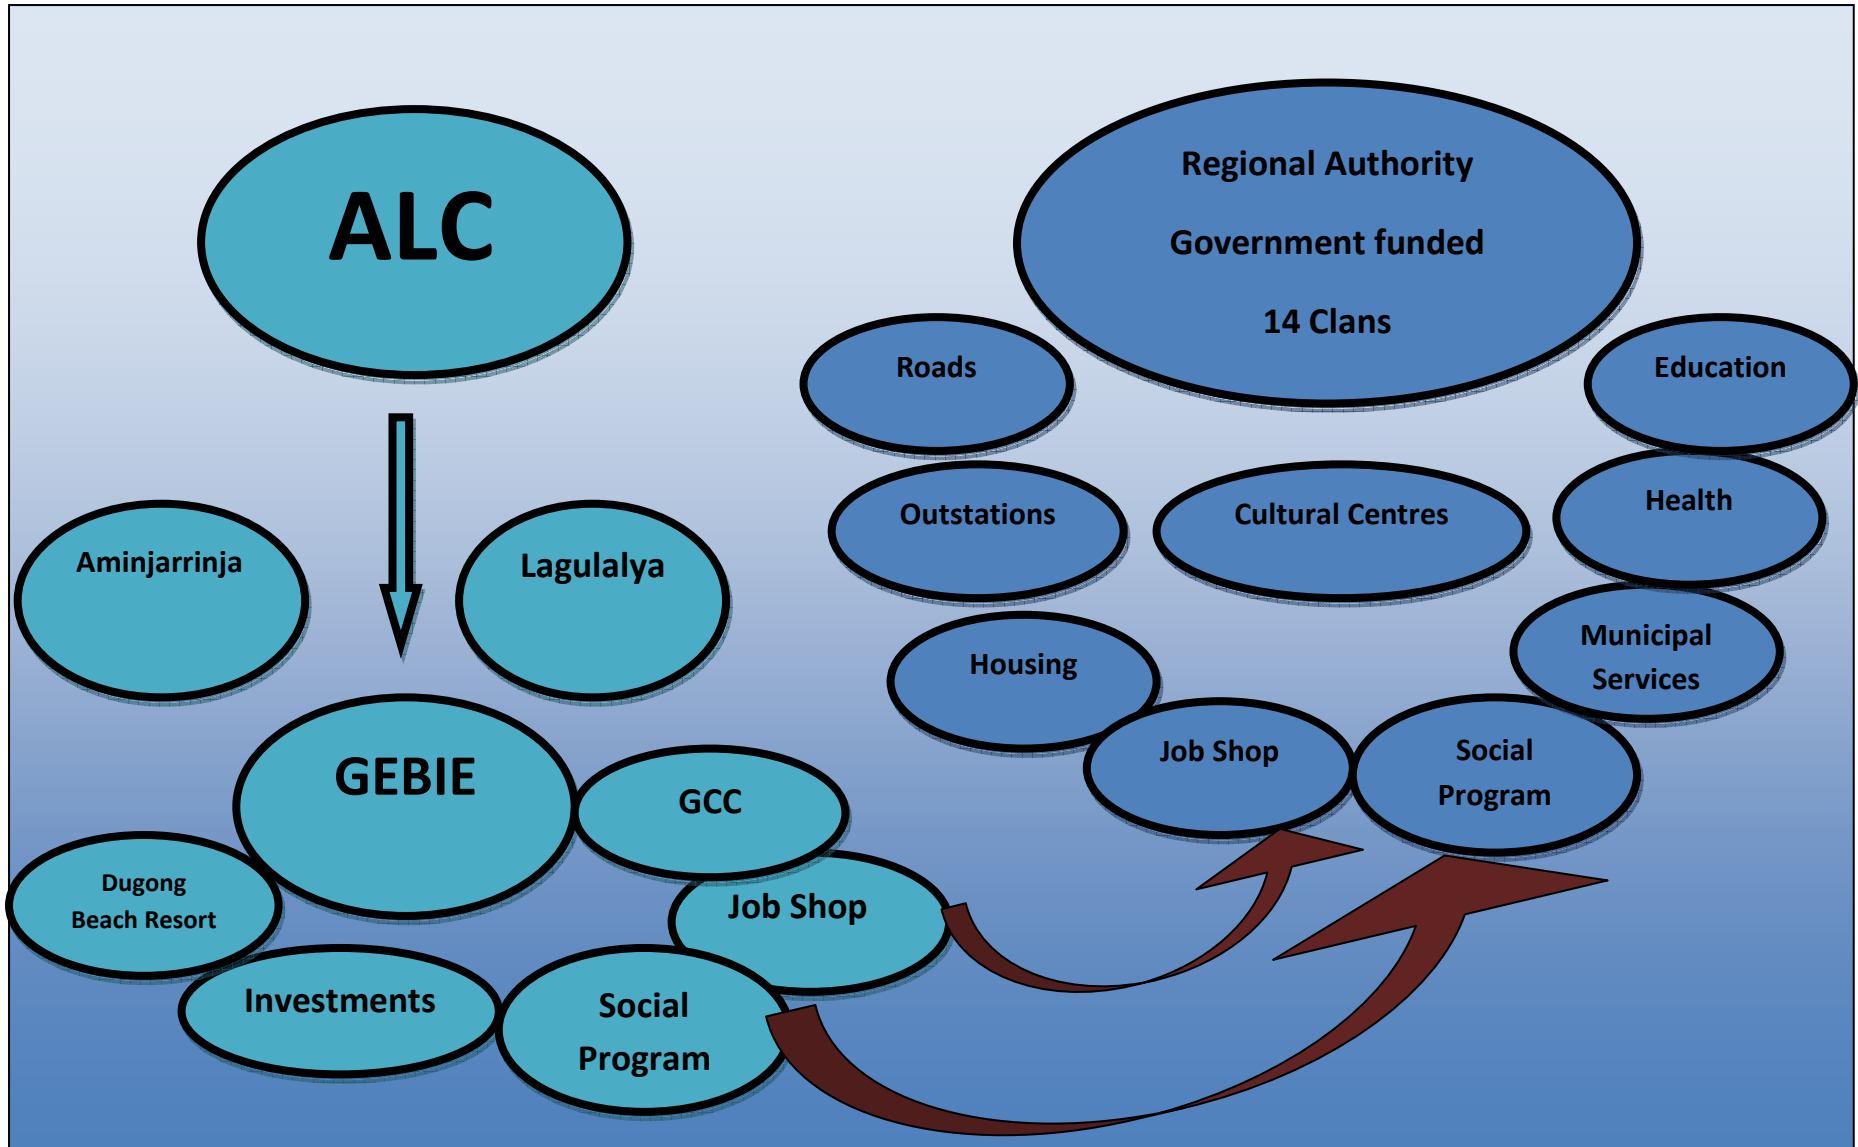 ALC
Regional Authority
Government funded
14 Clans
Roads
Education
Outstations
Cultural Centres
Health
Aminjarrinja
Lagulalya
Housing
Municipal
Services
GEBIE
GCC
Job Shop
Social
Program
Dugong
Beach Resort
Job Shop
Investments
Social
Program